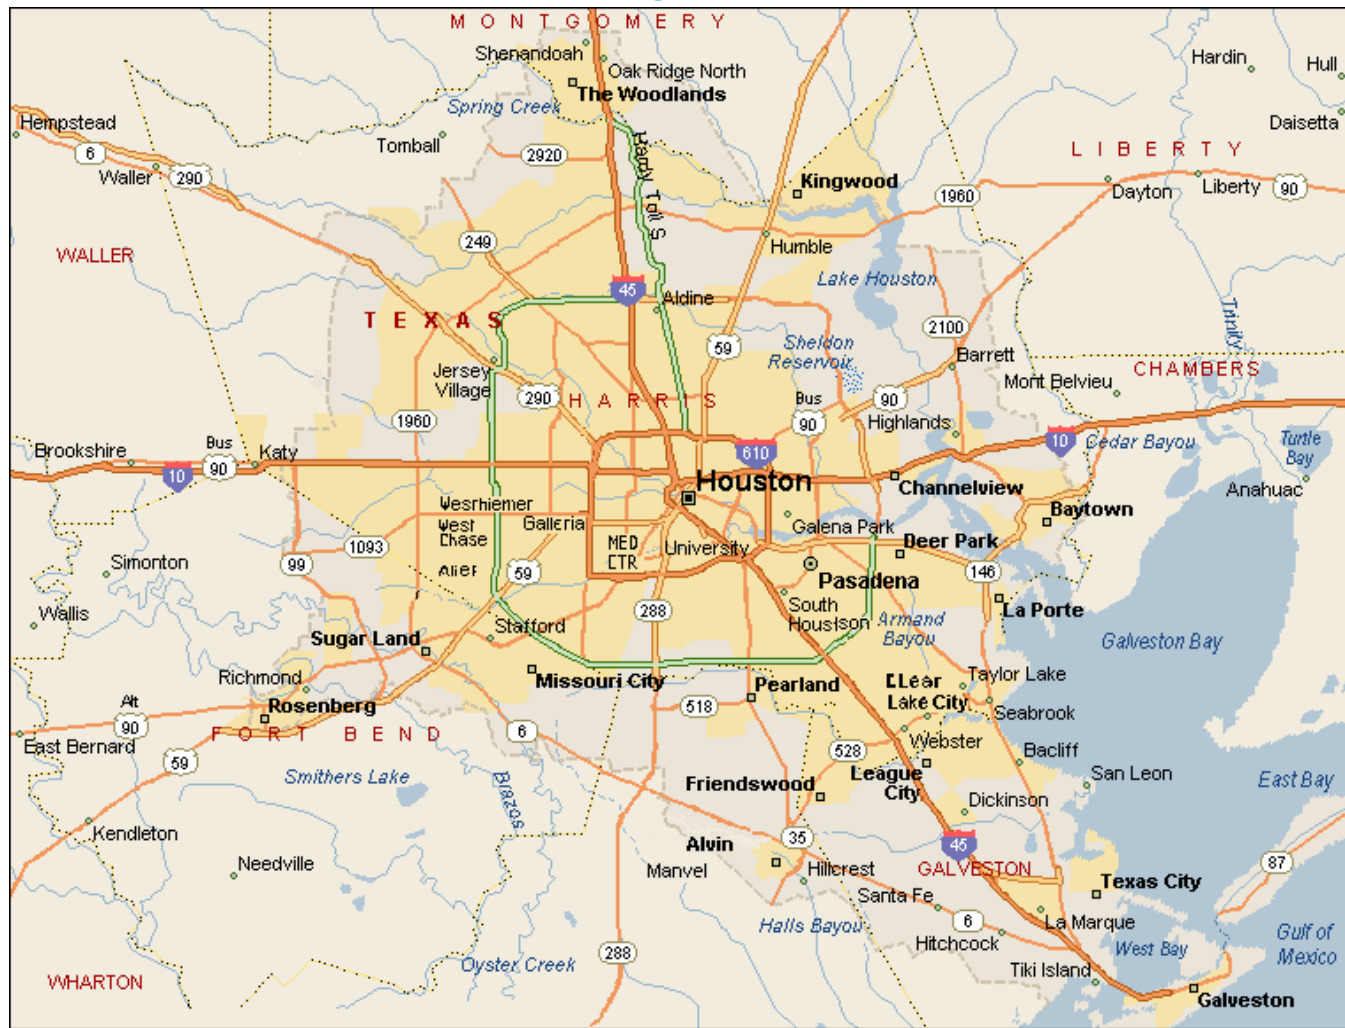 MONTGOMERY
Shenandoah
Oak Ridge North
The Woodlands
Hardin
Hull
Spring Creek
Daisetta
Hempstead
Tomball
Hardy Toll S
LIBERTY
6
2920
Waller
290
Kingwood
1960
Dayton
Liberty
90
249
Humble
WALLER
Lake Houston
45
Aldine
TEXAS
2100
Trinity
59
Sheldon
Reservoir
Barrett
Jersey
Village
Mont Belvieu
CHAMBERS
290
HARRIS
Bus
90
90
1960
Highlands
Brookshire
Bus
90
Katy
10
610
10
Cedar Bayou
Turtle
Bay
Houston
Channelview
Anahuac
Westhiemer
West
Chase
Galleria
Galena Park
Baytown
1093
MED
CTR
University
Deer Park
Simonton
99
Alief
59
Pasadena
146
Wallis
288
South
Houstson
La Porte
Stafford
Armand
Bayou
Sugar Land
Galveston Bay
Richmond
Missouri City
Pearland
CLear
Lake City
Taylor Lake
Rosenberg
Alt
90
518
Seabrook
FORT BEND
6
East Bernard
59
528
Webster
Bacliff
Smithers Lake
Brazos
Friendswood
League
City
San Leon
East Bay
Dickinson
Kendleton
Alvin
35
45
Needville
Manvel
Hillcrest
GALVESTON
87
Texas City
Santa Fe
Halls Bayou
6
La Marque
Hitchcock
West Bay
Gulf of
Mexico
288
Oyster Creek
Tiki Island
WHARTON
Galveston